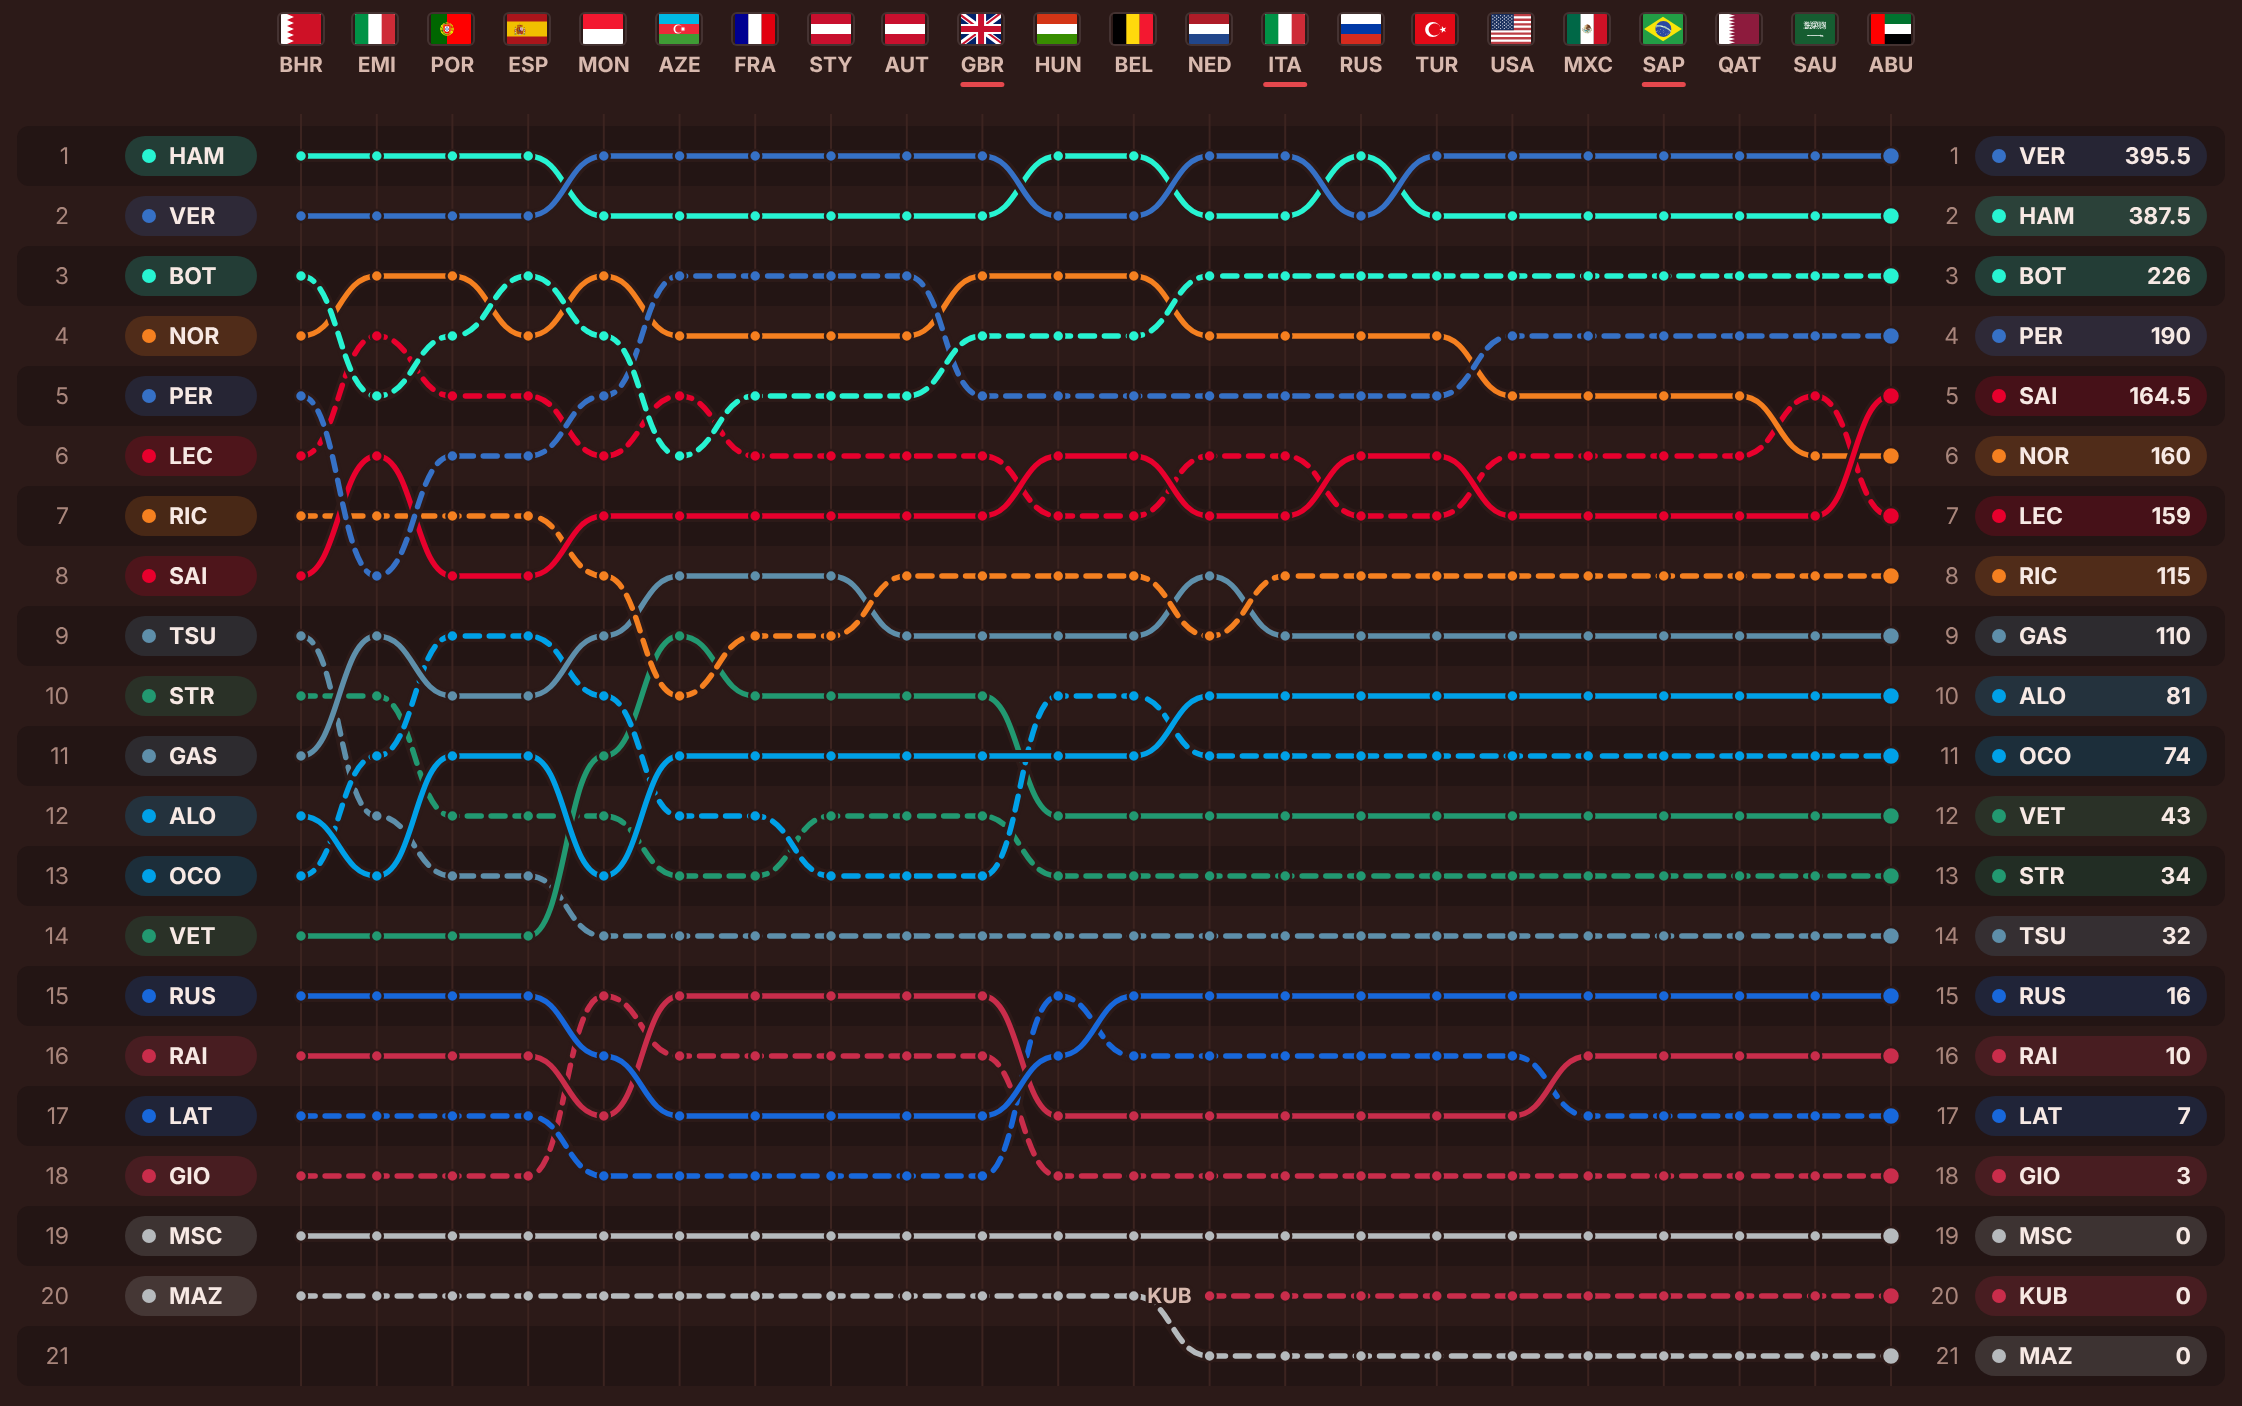 BHR EMI POR ESP MON AZE FRA STY AUT GBR HUN BEL NED ITA RUS TUR USA MXC SAP QAT SAU ABU
1 HAM 1 VER 395.5
2 VER 2 HAM 387.5
3 BOT 3 BOT 226
4 NOR 4 PER 190
5 PER 5 SAI 164.5
6 LEC 6 NOR 160
7 RIC 7 LEC 159
8 SAI 8 RIC 115
9 TSU 9 GAS 110
10 STR 10 ALO 81
11 GAS 11 OCO 74
12 ALO 12 VET 43
13 OCO 13 STR 34
14 VET 14 TSU 32
15 RUS 15 RUS 16
16 RAI 16 RAI 10
17 LAT 17 LAT 7
18 GIO 18 GIO 3
19 MSC 19 MSC 0
20 MAZ KUB 20 KUB 0
21 21 MAZ 0